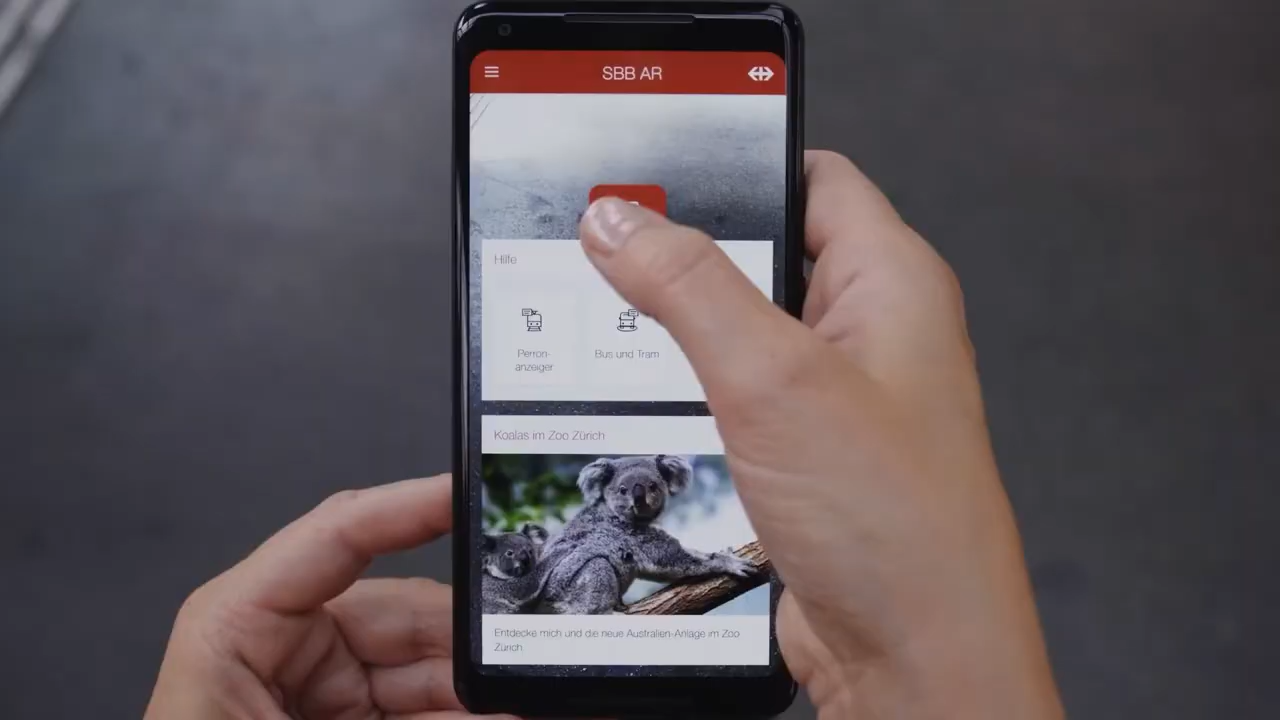 SBB AR
Hilfe
Perron-
anzeiger
Bus und Tram
Koalas im Zoo Zürich
Entdecke mich und die neue Australien-Anlage im Zoo
Zürich.